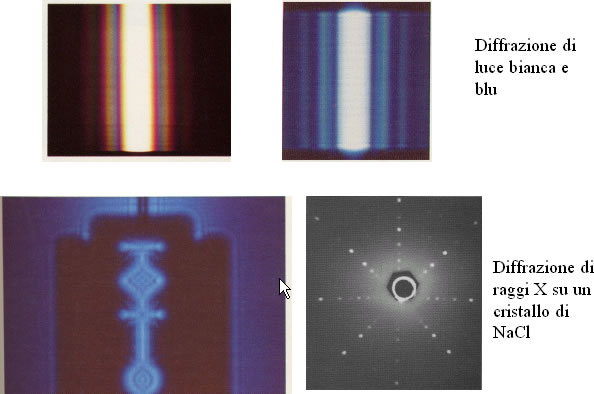 Diffrazione di
luce bianca e
blu
Diffrazione di
raggi X su un
cristallo di
NaCl